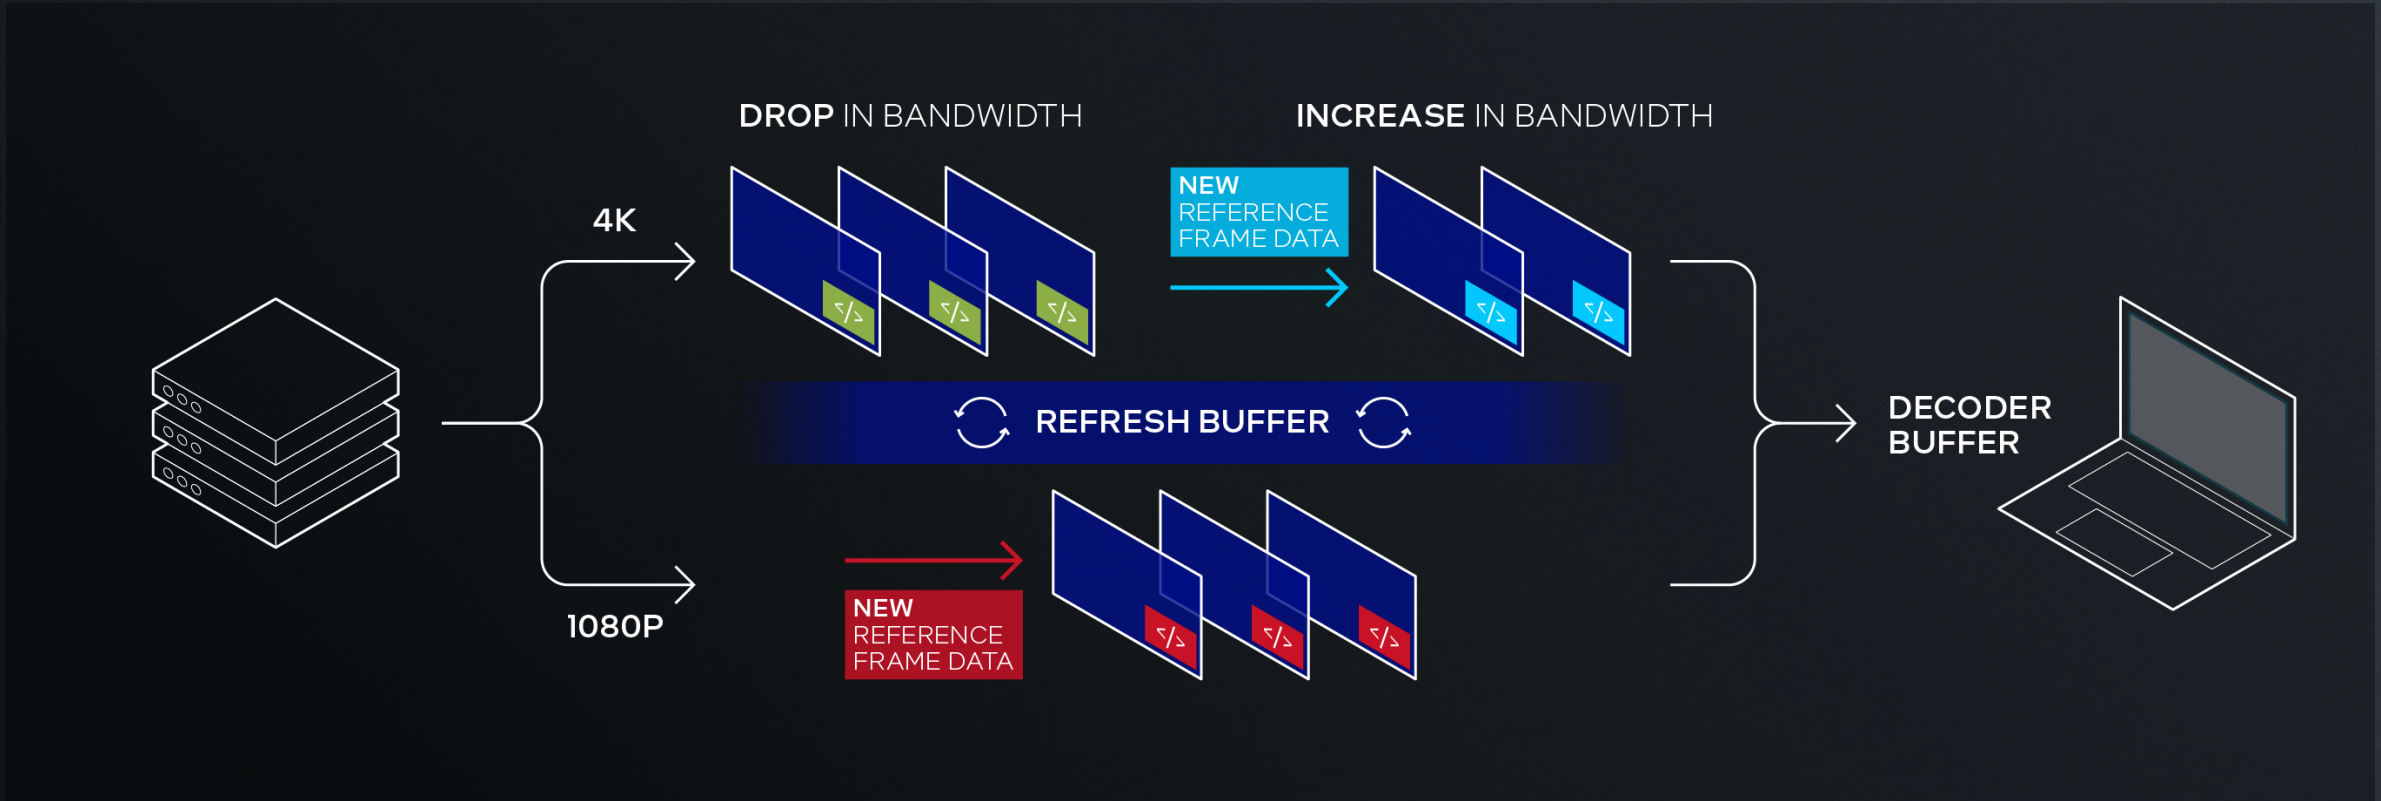 DROP IN BANDWIDTH
INCREASE IN BANDWIDTH
4K
NEW
REFERENCE
FRAME DATA
</>
</>
</>
</>
</>
REFRESH BUFFER
DECODER
BUFFER
1080P
NEW
REFERENCE
FRAME DATA
</>
</>
</>